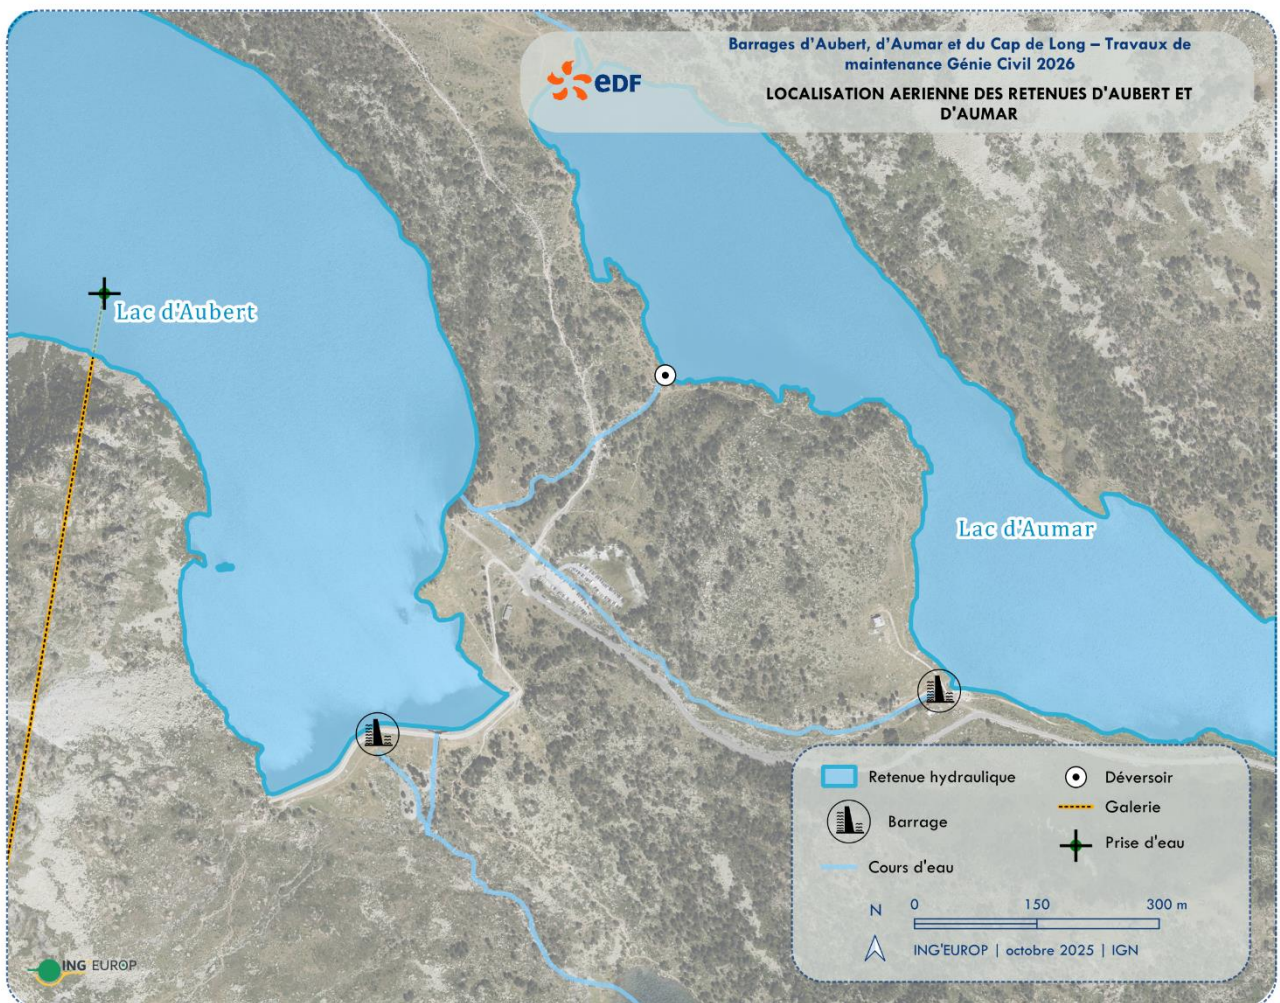 Barrages d'Aubert, d'Aumar et du Cap de Long – Travaux de
maintenance Génie Civil 2026
eDF
LOCALISATION AERIENNE DES RETENUES D'AUBERT ET
D'AUMAR
Lac d'Aubert
Lac d'Aumar
Retenue hydraulique
Barrage
Cours d'eau
Déversoir
Galerie
Prise d'eau
N
0 150 300 m
ING'EUROP | octobre 2025 | IGN
ING EUROP